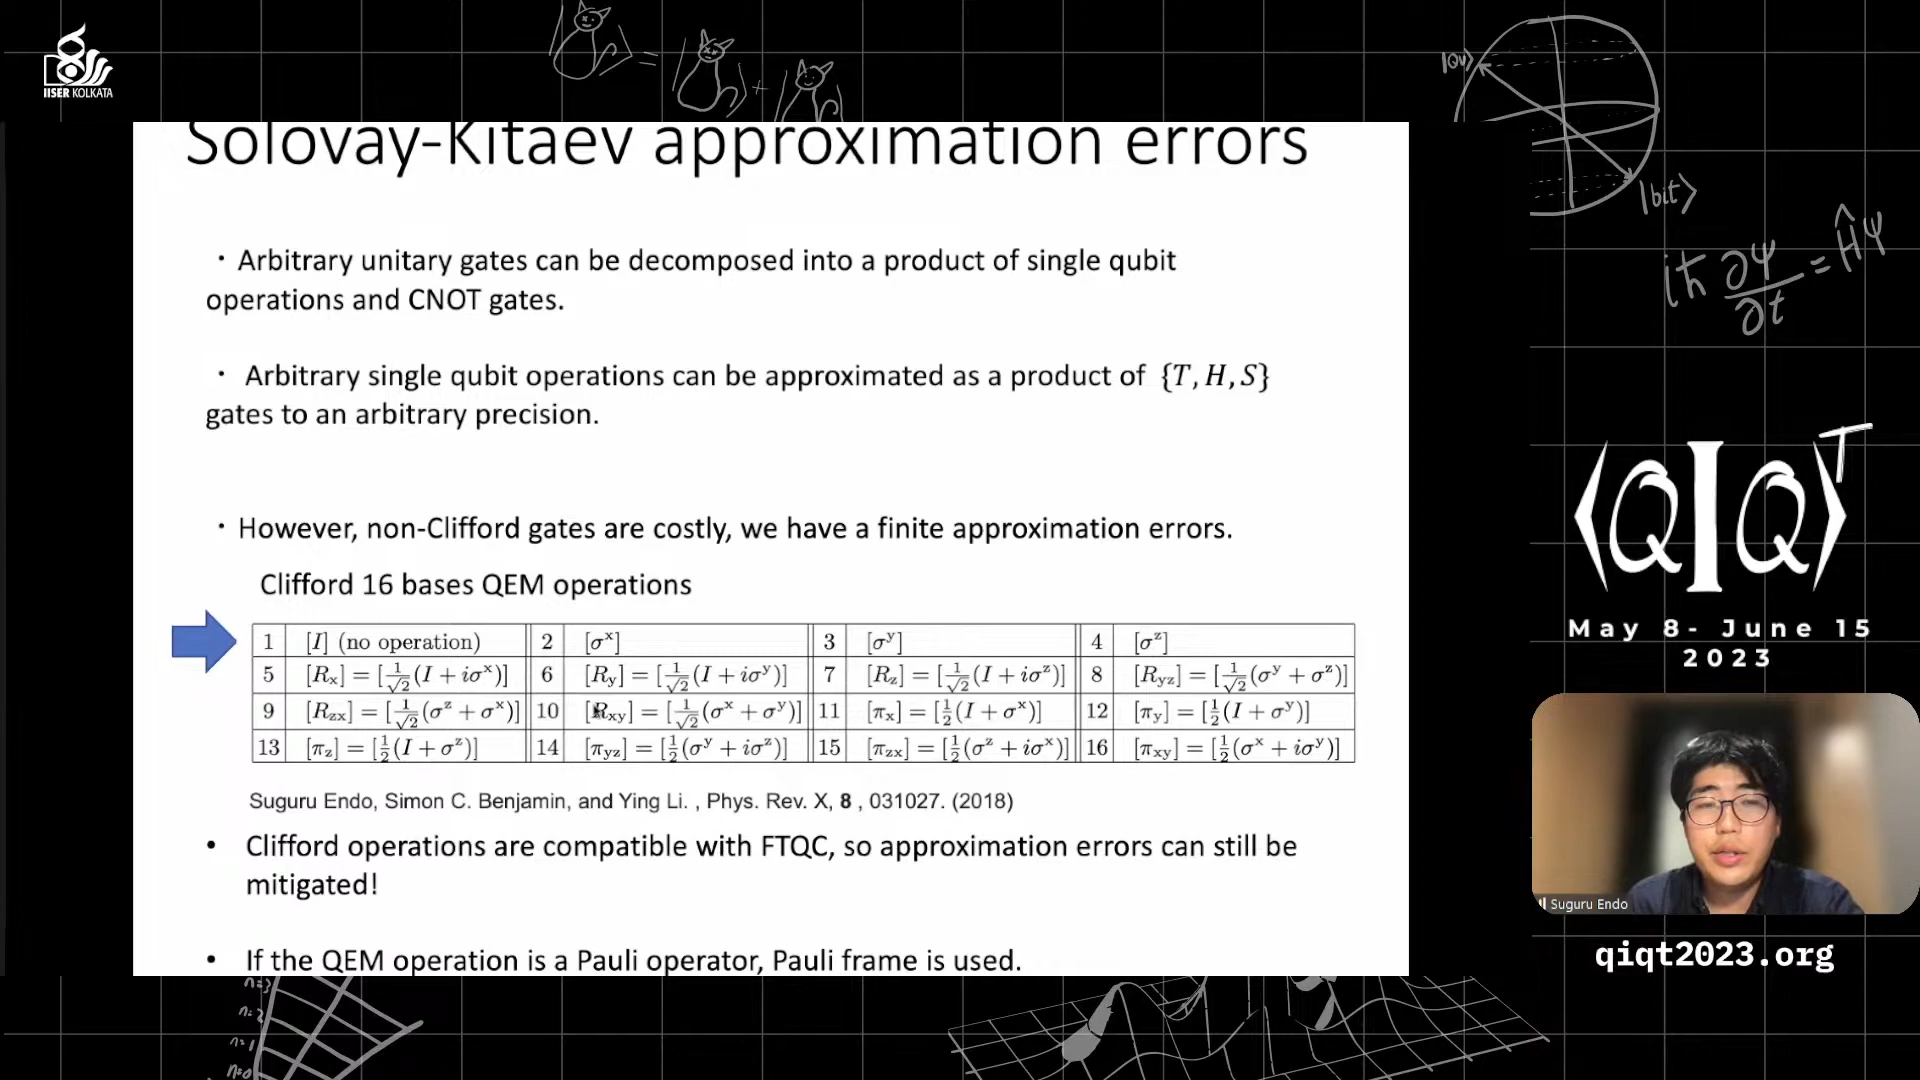 IISER KOLKATA
Solovay-Kitaev approximation errors
・Arbitrary unitary gates can be decomposed into a product of single qubit
operations and CNOT gates.
・ Arbitrary single qubit operations can be approximated as a product of {T, H, S}
gates to an arbitrary precision.
・However, non-Clifford gates are costly, we have a finite approximation errors.
Clifford 16 bases QEM operations
1 [I] (no operation) 2 [σ^x] 3 [σ^y] 4 [σ^z]
5 [R_x] = [1/√2(I + iσ^x)] 6 [R_y] = [1/√2(I + iσ^y)] 7 [R_z] = [1/√2(I + iσ^z)] 8 [R_yz] = [1/√2(σ^y + σ^z)]
9 [R_zx] = [1/√2(σ^z + σ^x)] 10 [R_xy] = [1/√2(σ^x + σ^y)] 11 [π_x] = [1/2(I + σ^x)] 12 [π_y] = [1/2(I + σ^y)]
13 [π_z] = [1/2(I + σ^z)] 14 [π_yz] = [1/2(σ^y + iσ^z)] 15 [π_zx] = [1/2(σ^z + iσ^x)] 16 [π_xy] = [1/2(σ^x + iσ^y)]
Suguru Endo, Simon C. Benjamin, and Ying Li. , Phys. Rev. X, 8 , 031027. (2018)
• Clifford operations are compatible with FTQC, so approximation errors can still be
mitigated!
• If the QEM operation is a Pauli operator, Pauli frame is used.
|bit⟩
iħ ∂ψ/∂t = Ĥψ
⟨QIQ⟩^T
May 8- June 15
2023
Suguru Endo
qiqt2023.org
n=2
n=1
n=0